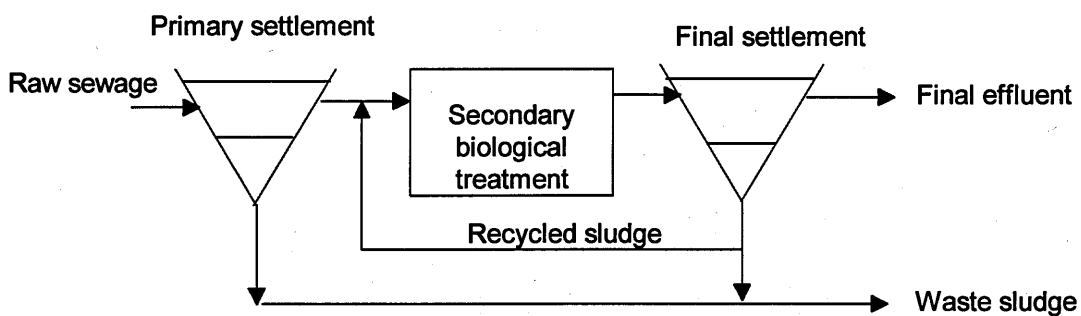 Primary settlement
Final settlement
Raw sewage
Final effluent
Secondary
biological
treatment
Recycled sludge
Waste sludge